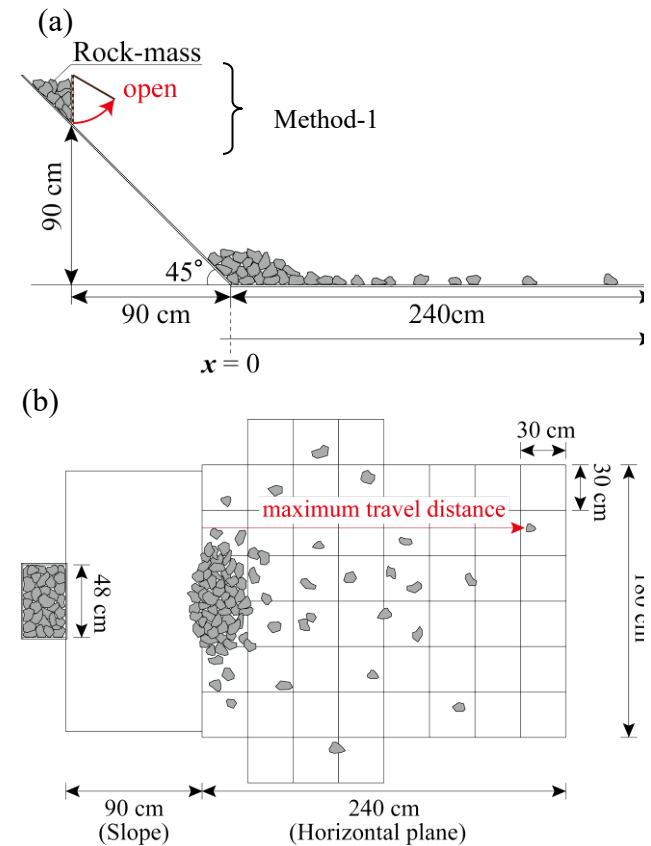 (a)
Rock-mass
open
Method-1
90 cm
45°
90 cm
240cm
x = 0
(b)
30 cm
30 cm
maximum travel distance
48 cm
90 cm
(Slope)
240 cm
(Horizontal plane)